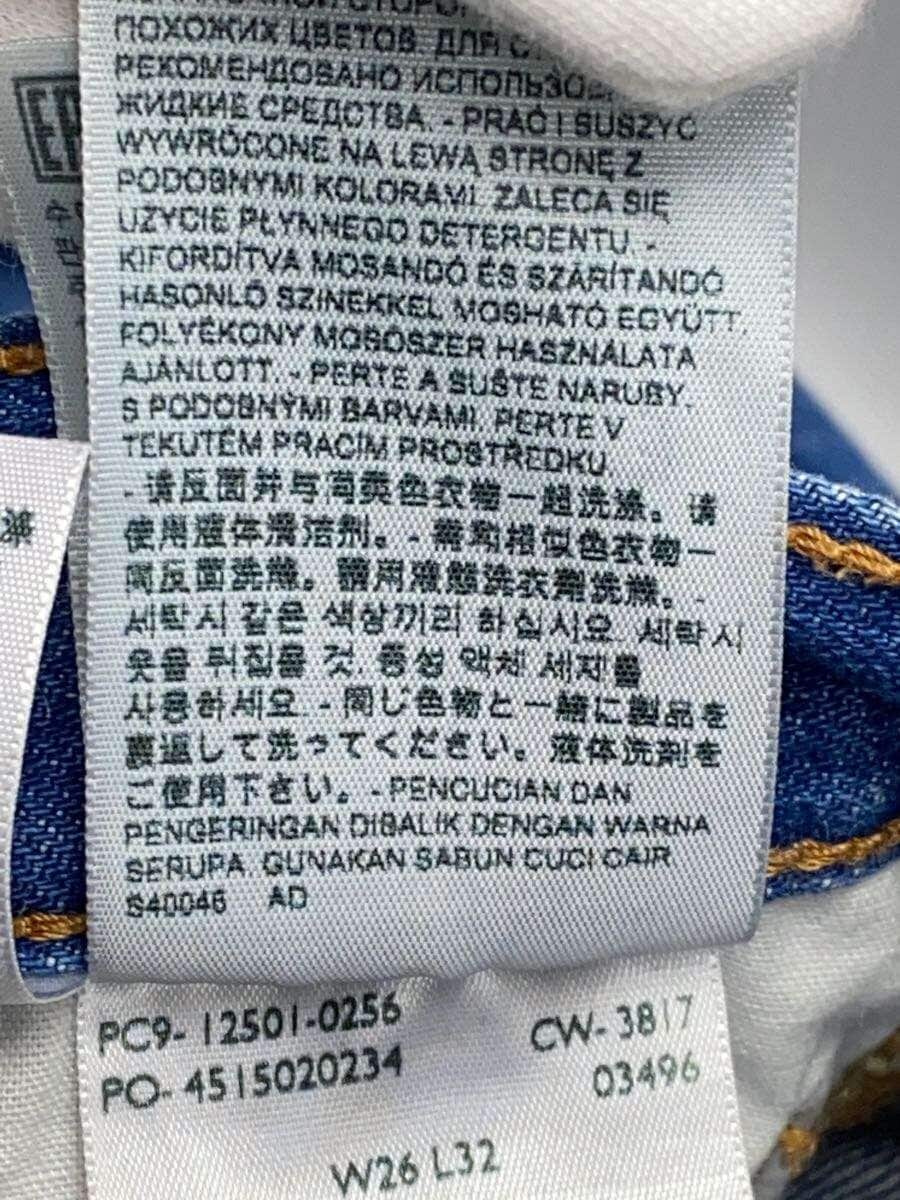 ПОХОЖИХ ЦВЕТОВ. ДЛЯ
РЕКОМЕНДОВАНО
ЖИДКИЕ СРЕДСТВА. - PRAĆ I SUSZYĆ
WYWRÓCONE NA LEWĄ STRONĘ Z
PODOBNYMI KOLORAMI. ZALECA SIĘ
UŻYCIE PŁYNNEGO DETERGENTU. -
KIFORDÍTVA MOSANDÓ ÉS SZÁRÍTANDÓ
HASONLÓ SZÍNEKKEL MOSHATÓ EGYÜTT.
FOLYÉKONY MOSÓSZER HASZNÁLATA
AJÁNLOTT. - PERTE A SUŠTE NARUBY.
S PODOBNÝMI BARVAMI. PERTE V
TEKUTÉM PRACÍM PROSTŘEDKU
- 请反面并与同类色衣物一起洗涤。请
使用液体清洁剂。- 需和相似色衣物一
同反面洗滌。請用液態洗衣劑洗滌。-
세탁시 같은 색상끼리 하십시오. 세탁시
옷을 뒤집을 것. 중성 액체 세제를
사용하세요. - 同じ色物と一緒に製品を
裏返して洗ってください。液体洗剤を
ご使用下さい。- PENCUCIAN DAN
PENGERINGAN DIBALIK DENGAN WARNA
SERUPA. GUNAKAN SABUN CUCI CAIR
S40046 AD
PC9- 12501-0256 CW- 3817
PO- 4515020234 03496
W26 L32